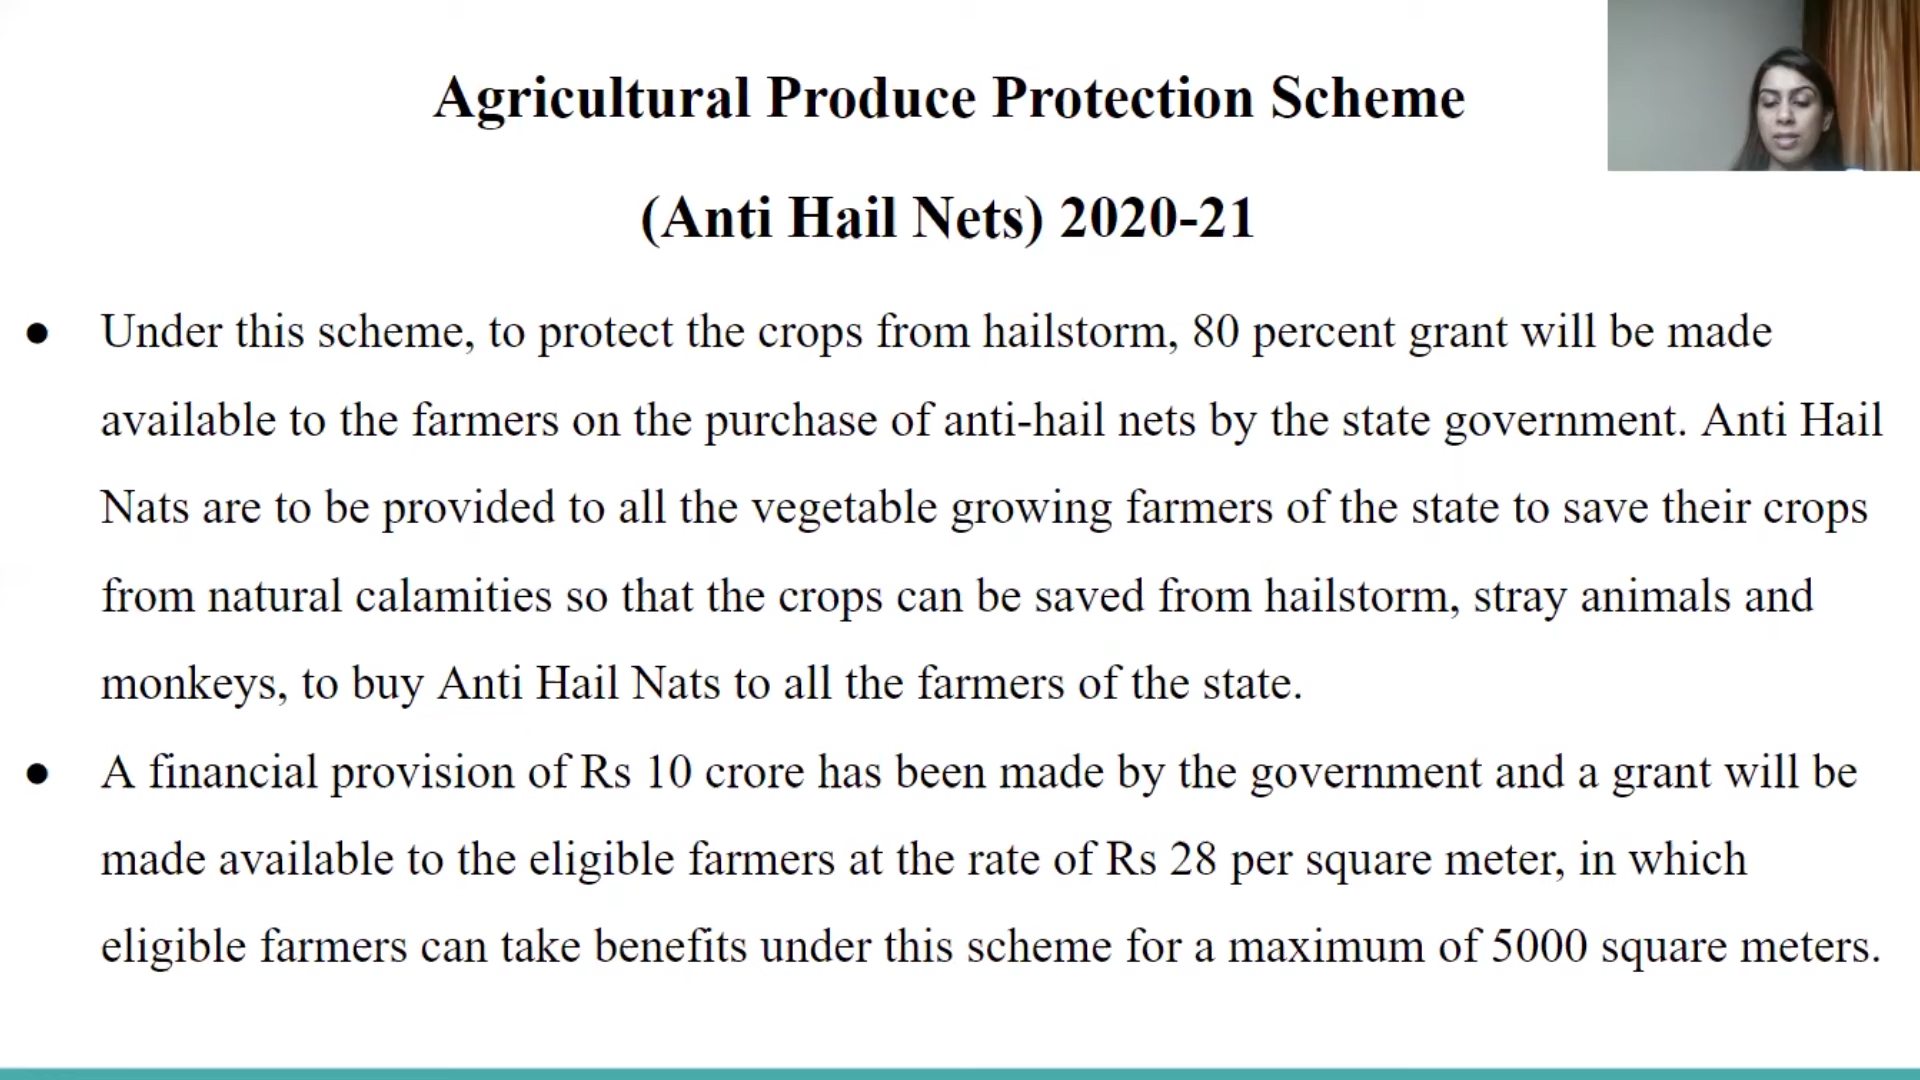 Agricultural Produce Protection Scheme
(Anti Hail Nets) 2020-21
● Under this scheme, to protect the crops from hailstorm, 80 percent grant will be made
available to the farmers on the purchase of anti-hail nets by the state government. Anti Hail
Nats are to be provided to all the vegetable growing farmers of the state to save their crops
from natural calamities so that the crops can be saved from hailstorm, stray animals and
monkeys, to buy Anti Hail Nats to all the farmers of the state.
● A financial provision of Rs 10 crore has been made by the government and a grant will be
made available to the eligible farmers at the rate of Rs 28 per square meter, in which
eligible farmers can take benefits under this scheme for a maximum of 5000 square meters.